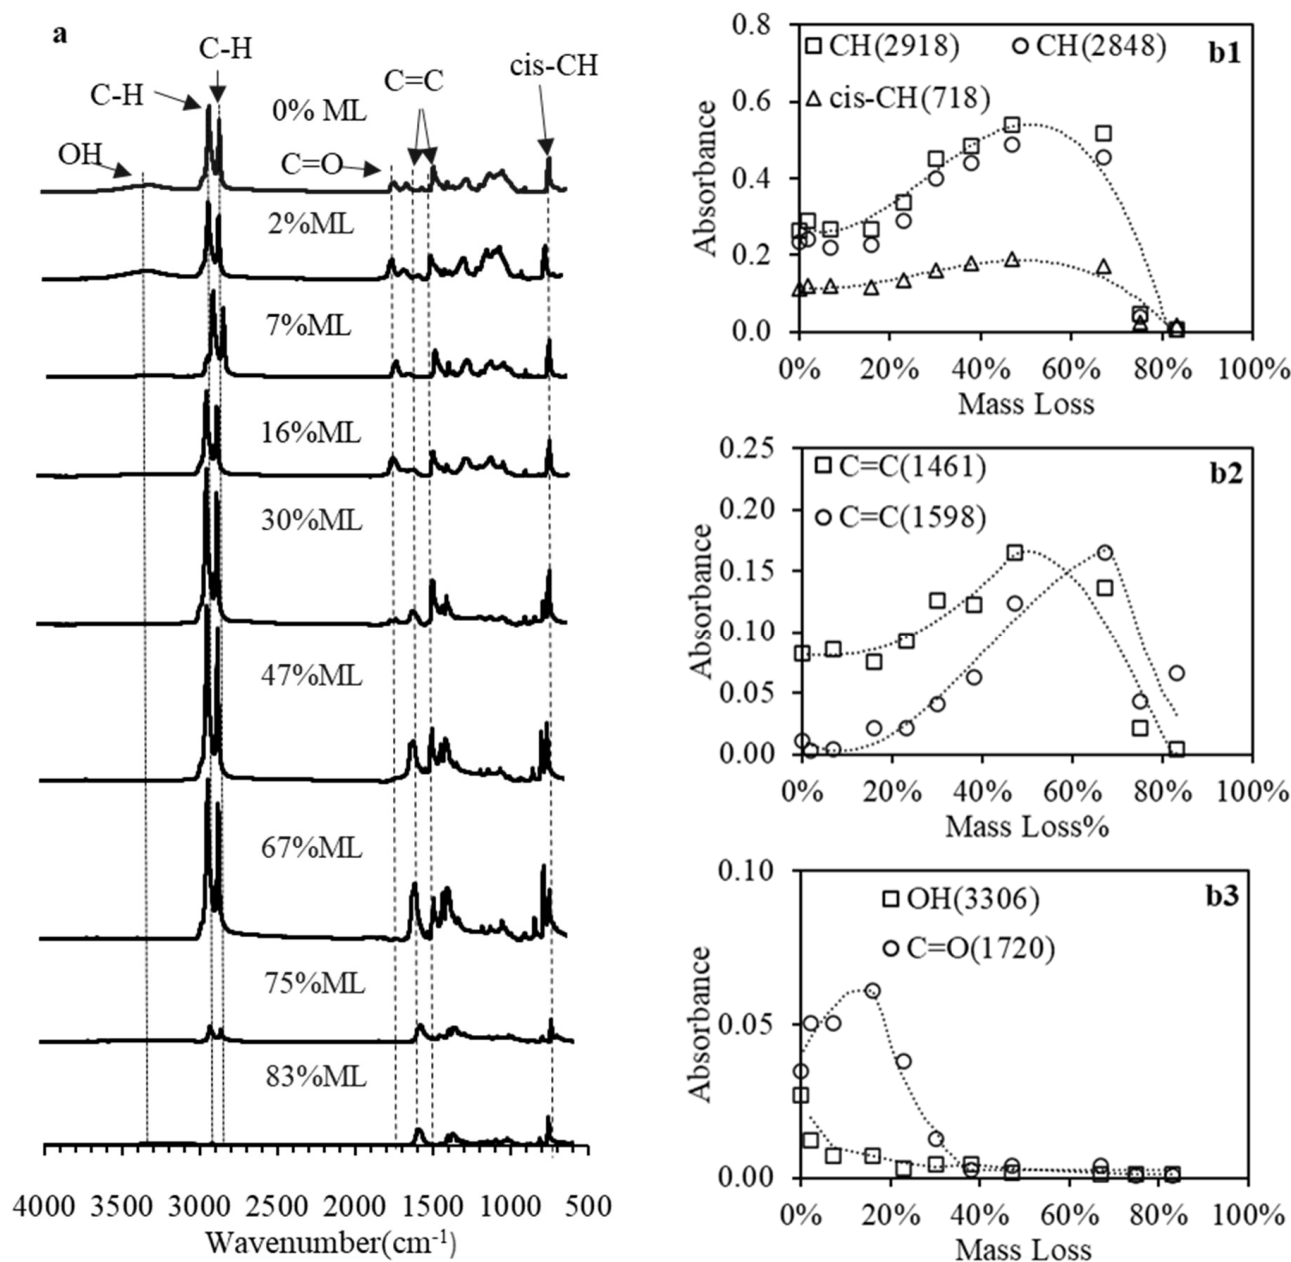 a
C-H
C-H
C=C
cis-CH
0% ML
OH
C=O
2%ML
7%ML
16%ML
30%ML
47%ML
67%ML
75%ML
83%ML
4000 3500 3000 2500 2000 1500 1000 500
Wavenumber(cm-1)
b1
CH(2918) CH(2848)
cis-CH(718)
0.8
0.6
0.4
0.2
0.0
Absorbance
0% 20% 40% 60% 80% 100%
Mass Loss
b2
C=C(1461)
C=C(1598)
0.25
0.20
0.15
0.10
0.05
0.00
Absorbance
0% 20% 40% 60% 80% 100%
Mass Loss%
b3
OH(3306)
C=O(1720)
0.10
0.05
0.00
Absorbance
0% 20% 40% 60% 80% 100%
Mass Loss